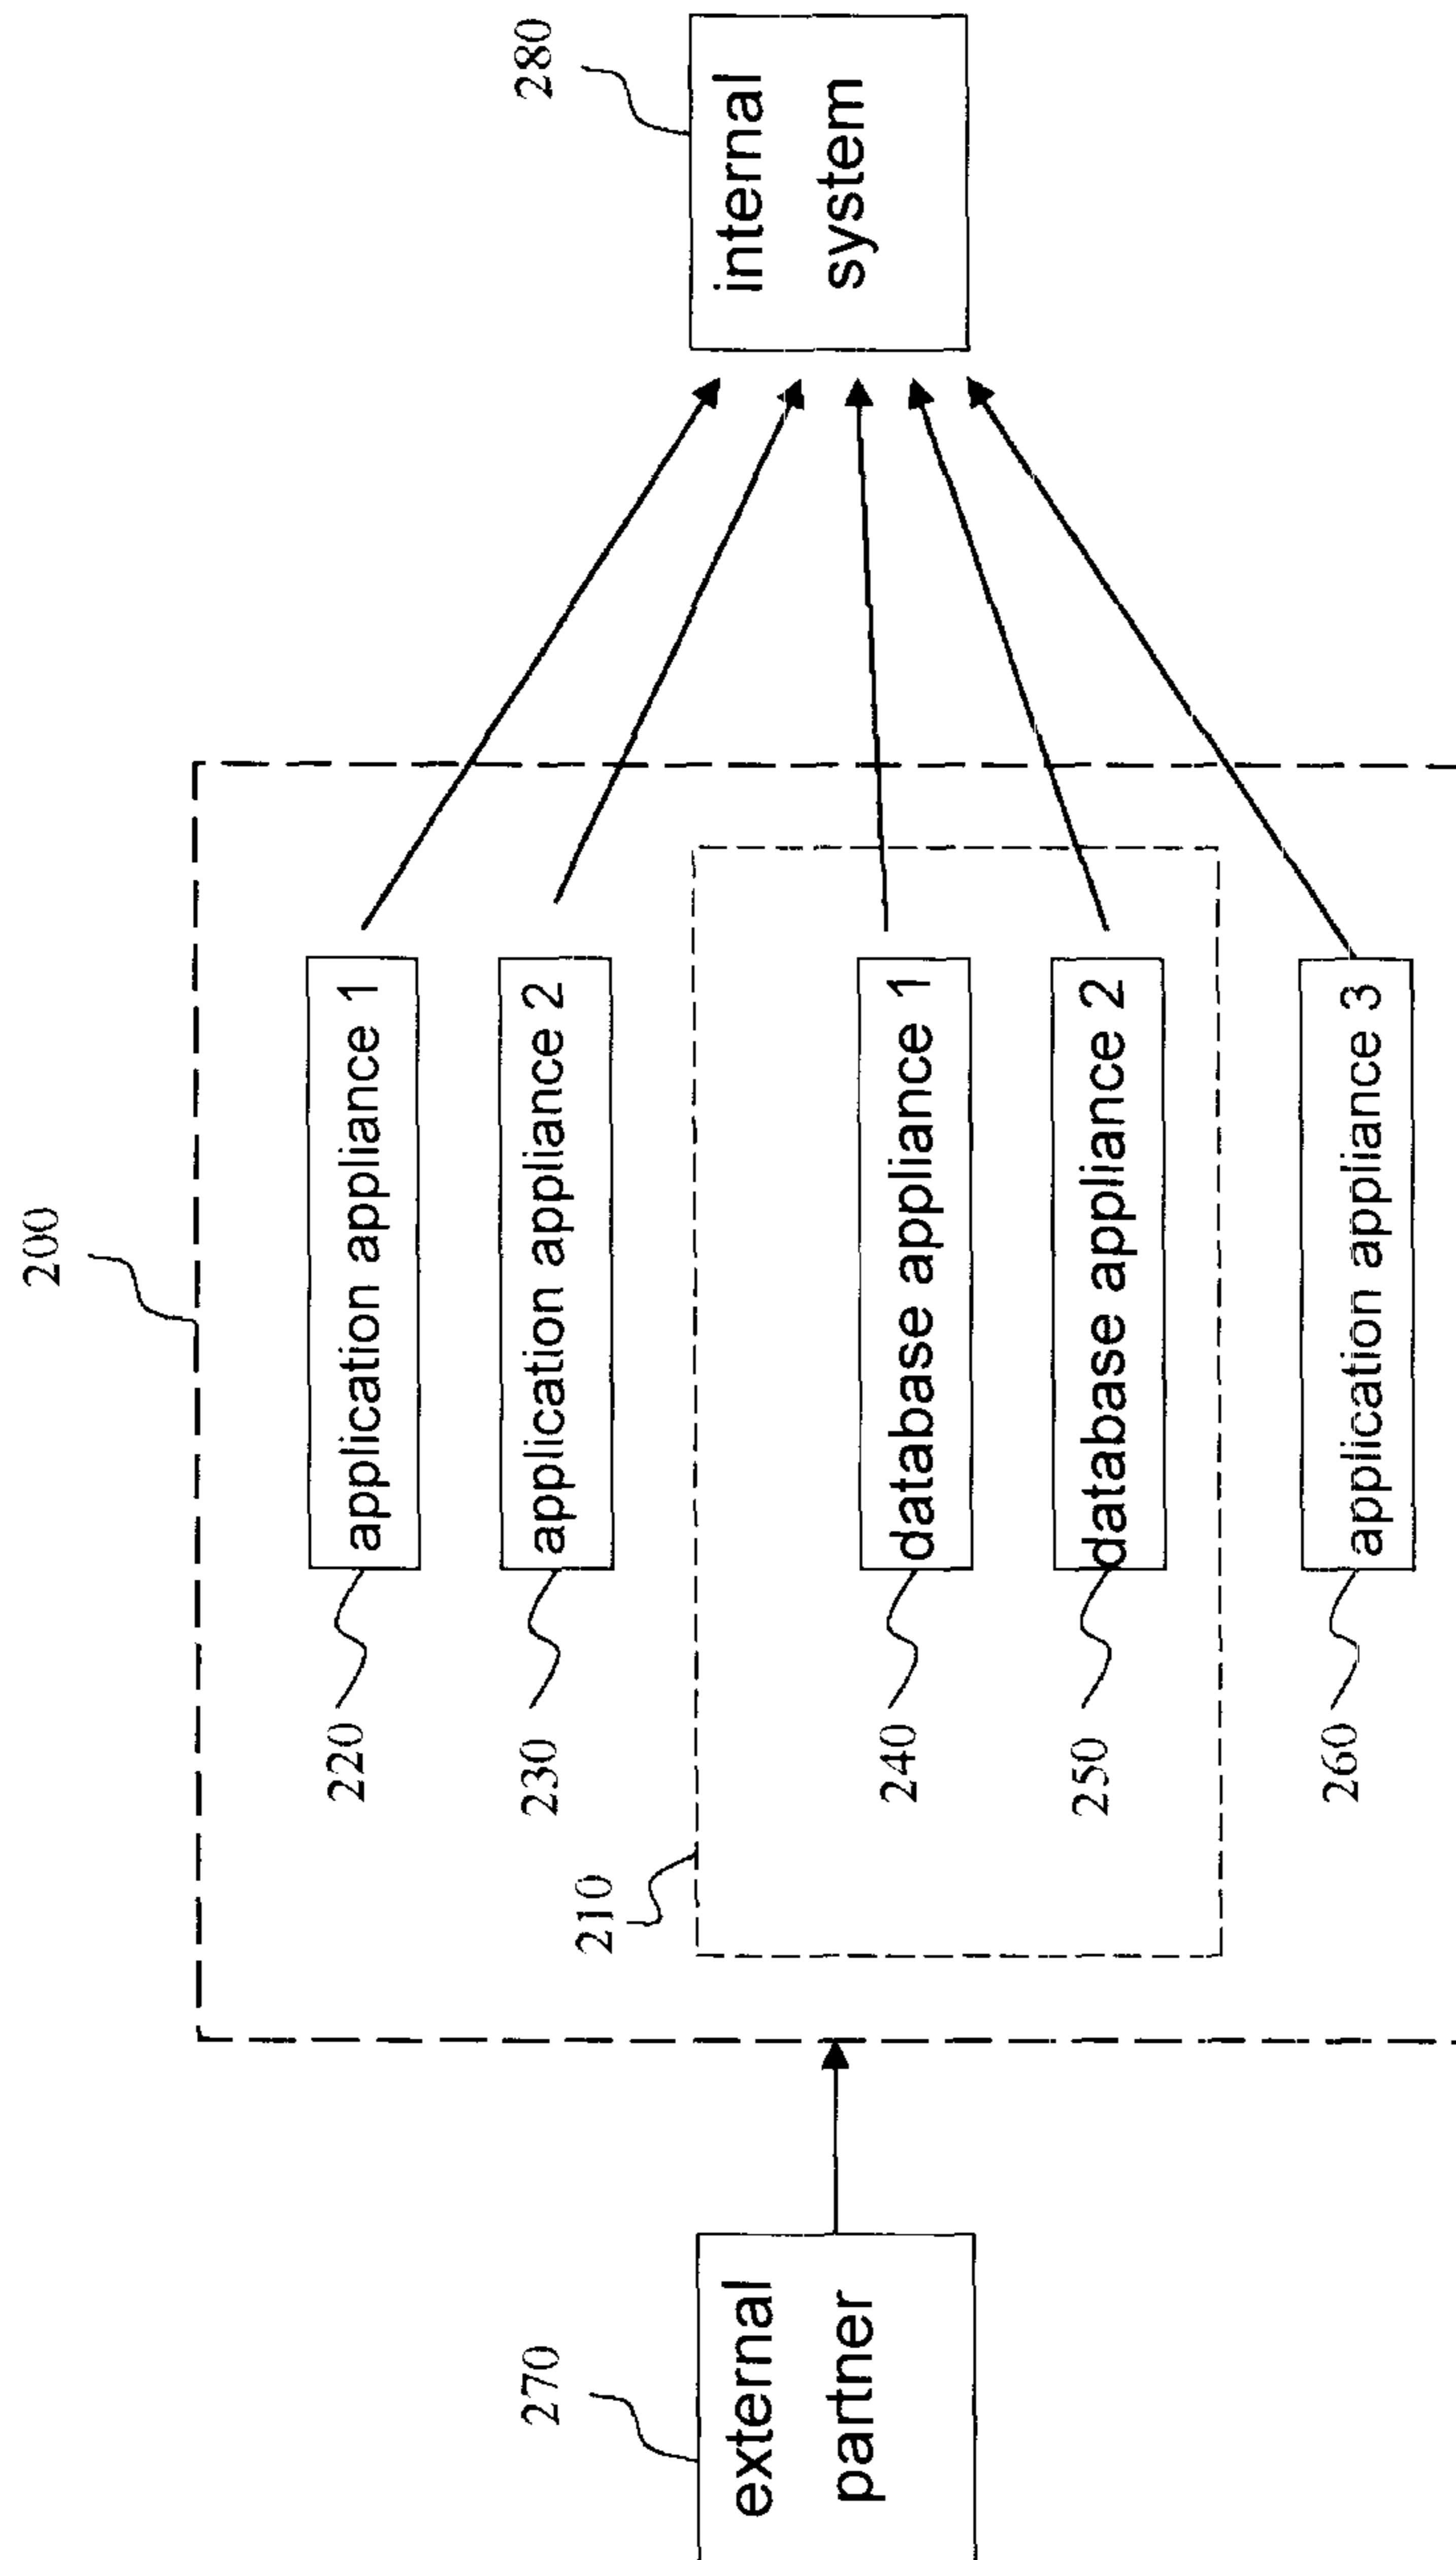 200
220
application appliance 1
230
application appliance 2
210
240
database appliance 1
250
database appliance 2
260
application appliance 3
270
external
partner
280
internal
system